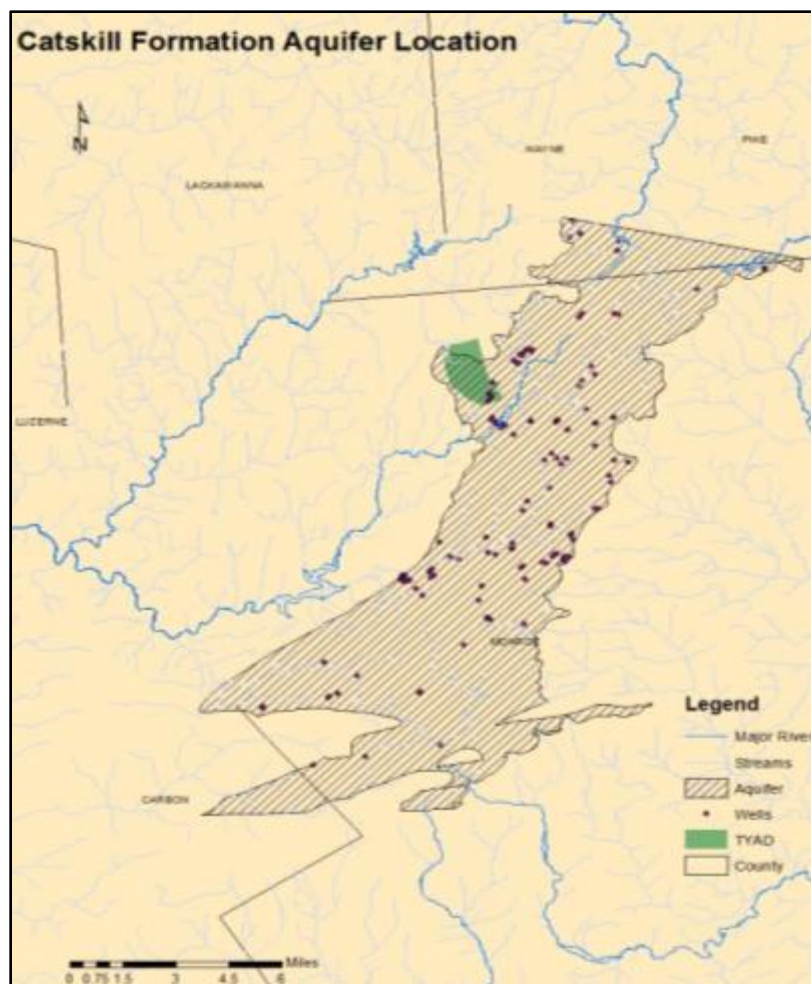 Catskill Formation Aquifer Location
N
WAYNE
PIKE
LACKAWANNA
LUZERNE
MONROE
CARBON
Legend
Major River
Streams
Aquifer
Wells
TYAD
County
Miles
0 0.75 1.5 3 4.5 6